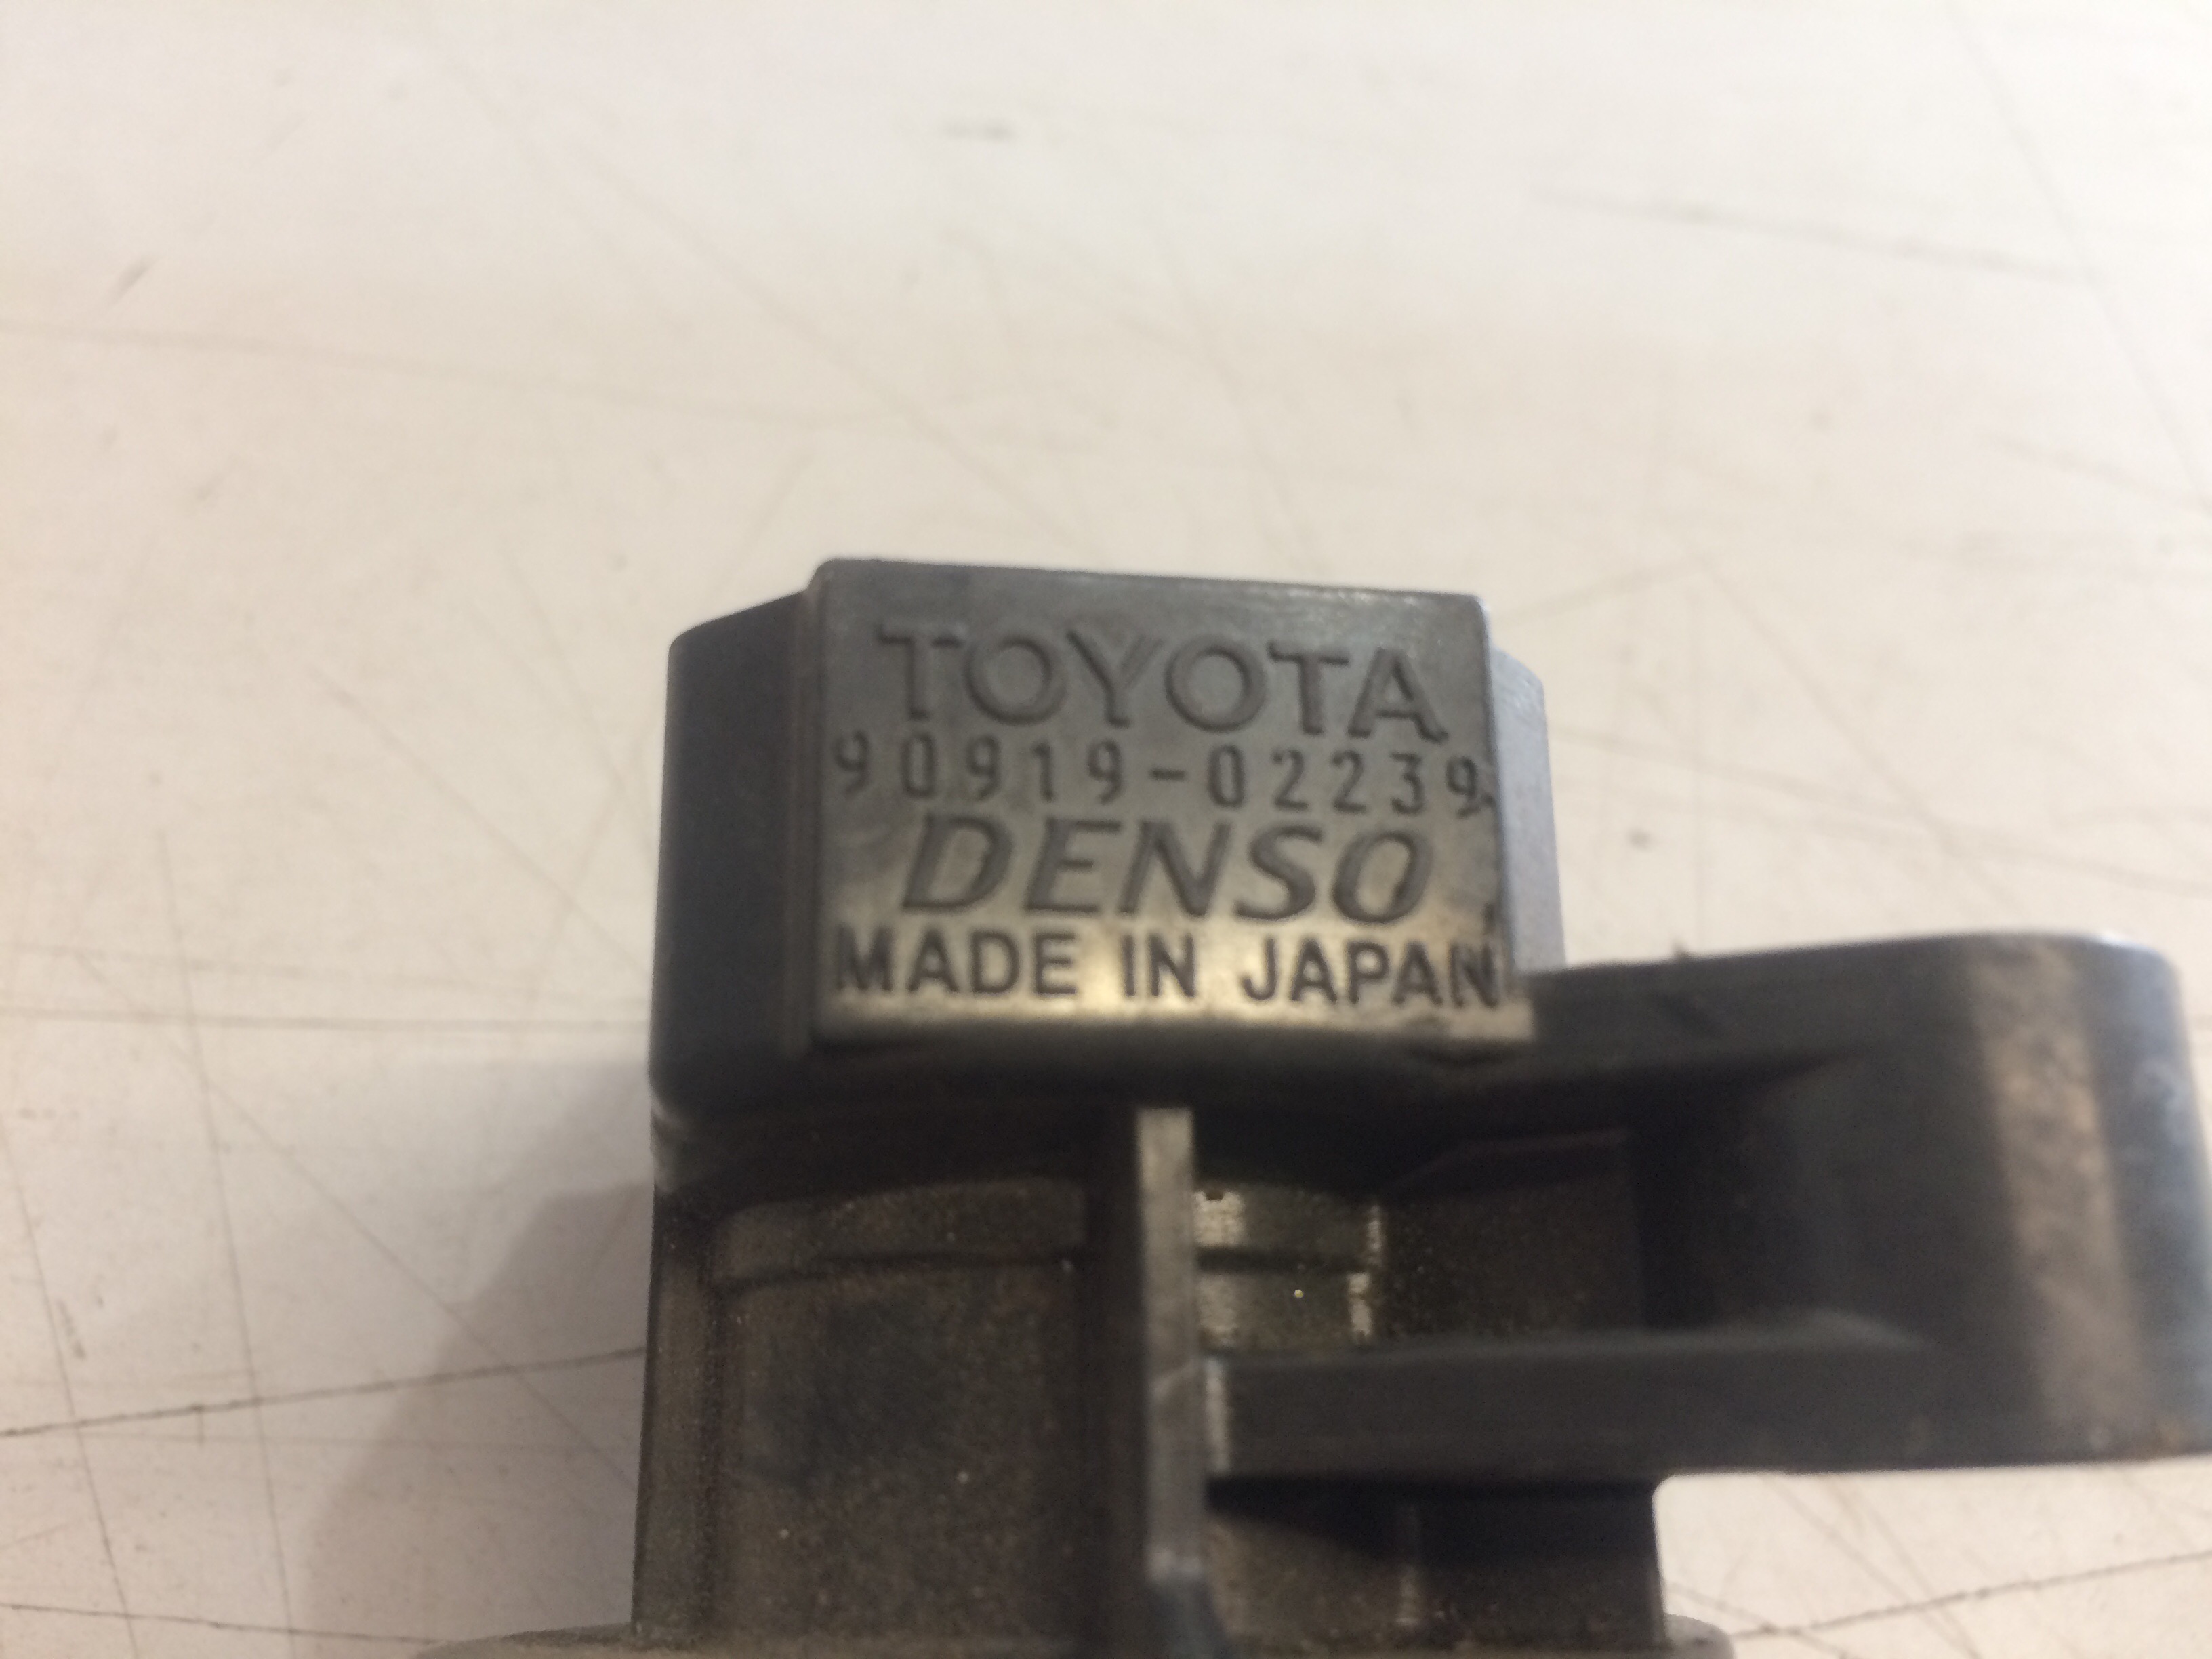 TOYOTA
90919-02239
DENSO
MADE IN JAPAN